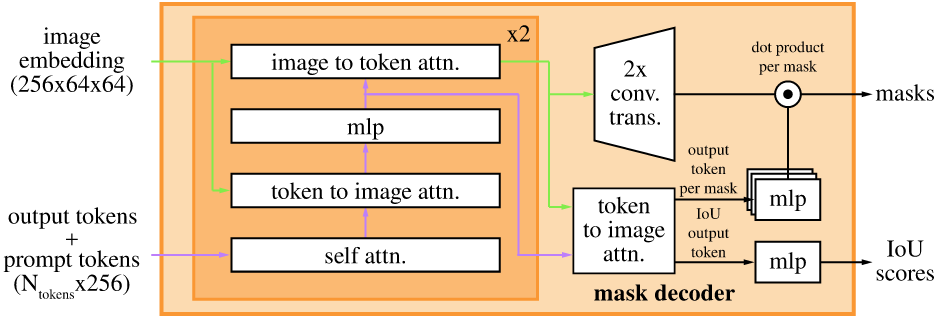 image
embedding
(256x64x64)
output tokens
+
prompt tokens
(Ntokensx256)
x2
image to token attn.
mlp
token to image attn.
self attn.
2x
conv.
trans.
token
to image
attn.
mask decoder
dot product
per mask
output
token
per mask
IoU
output
token
mlp
mlp
masks
IoU
scores